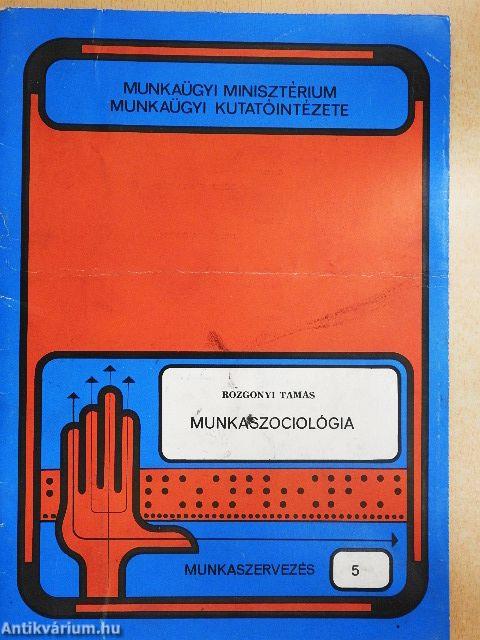 MUNKAÜGYI MINISZTÉRIUM
MUNKAÜGYI KUTATÓINTÉZETE
ROZGONYI TAMÁS
MUNKASZOCIOLÓGIA
MUNKASZERVEZÉS 5
Antikvárium.hu